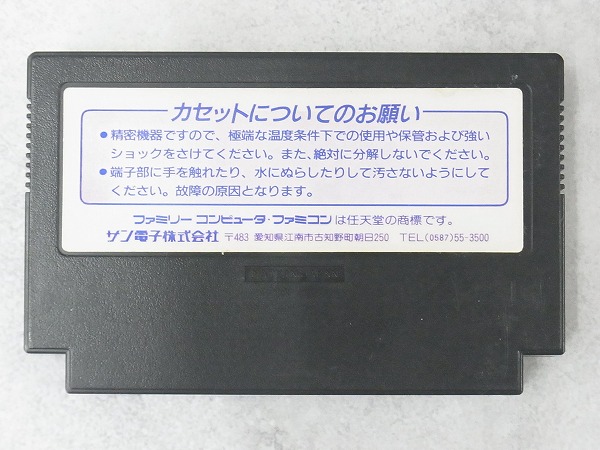 カセットについてのお願い
●精密機器ですので、極端な温度条件下での使用や保管および強い
ショックをさけてください。また、絶対に分解しないでください。
●端子部に手を触れたり、水にぬらしたりして汚さないようにして
ください。故障の原因となります。
ファミリーコンピュータ・ファミコンは任天堂の商標です。
サン電子株式会社 〒483 愛知県江南市古知野町朝日250 TEL(0587)55-3500